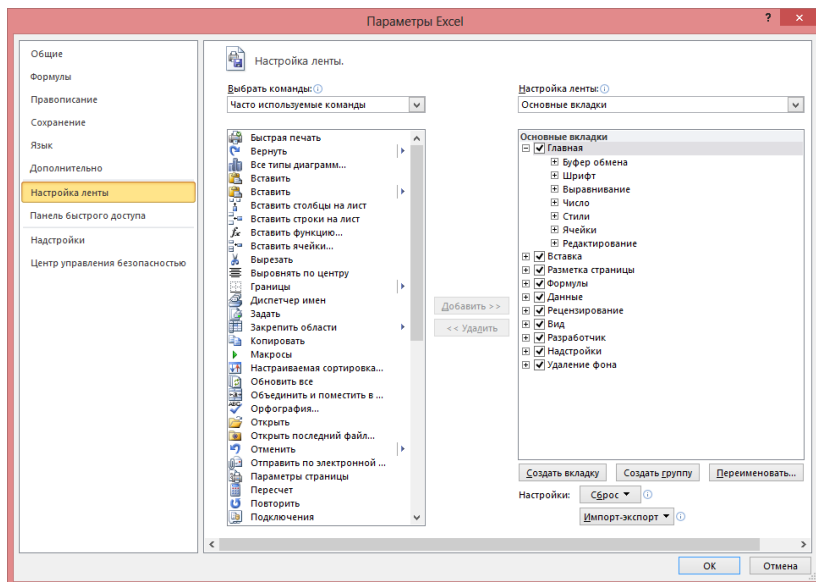 Параметры Excel
Общие
Формулы
Правописание
Сохранение
Язык
Дополнительно
Настройка ленты
Панель быстрого доступа
Надстройки
Центр управления безопасностью
Настройка ленты.
Выбрать команды:
Часто используемые команды
Быстрая печать
Вернуть
Все типы диаграмм...
Вставить
Вставить
Вставить столбцы на лист
Вставить строки на лист
Вставить функцию...
Вставить ячейки...
Вырезать
Выровнять по центру
Границы
Диспетчер имен
Задать
Закрепить области
Копировать
Макросы
Настраиваемая сортировка...
Обновить все
Объединить и поместить в ...
Орфография...
Открыть
Открыть последний файл...
Отменить
Отправить по электронной ...
Параметры страницы
Пересчет
Повторить
Подключения
Добавить >>
<< Удалить
Настройка ленты:
Основные вкладки
Основные вкладки
Главная
Буфер обмена
Шрифт
Выравнивание
Число
Стили
Ячейки
Редактирование
Вставка
Разметка страницы
Формулы
Данные
Рецензирование
Вид
Разработчик
Надстройки
Удаление фона
Создать вкладку Создать группу Переименовать...
Настройки: Сброс
Импорт-экспорт
ОК Отмена